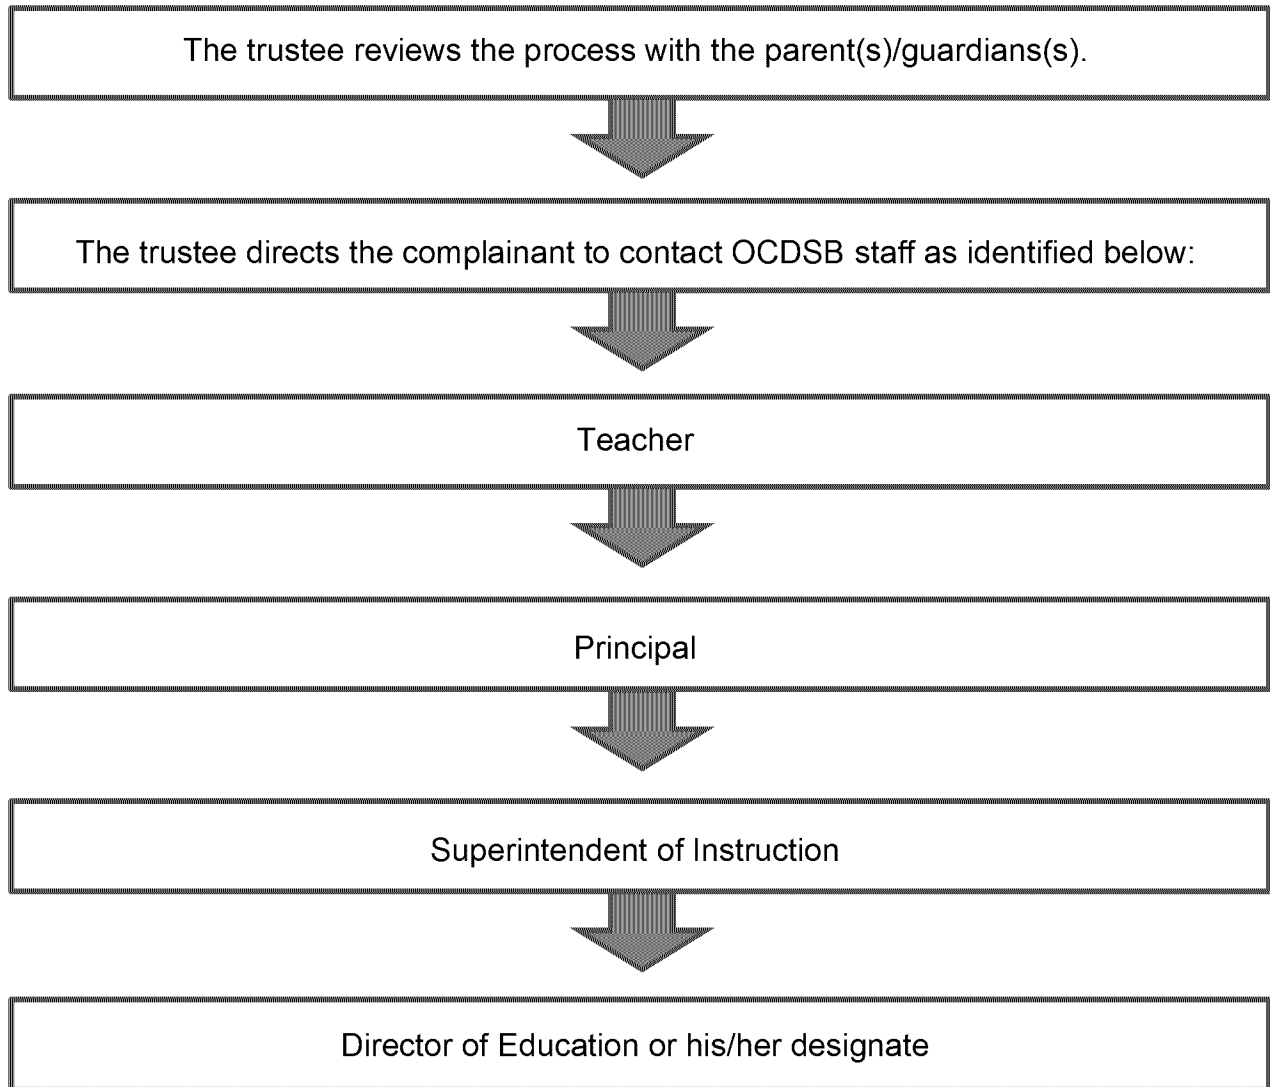 The trustee reviews the process with the parent(s)/guardians(s).
The trustee directs the complainant to contact OCDSB staff as identified below:
Teacher
Principal
Superintendent of Instruction
Director of Education or his/her designate